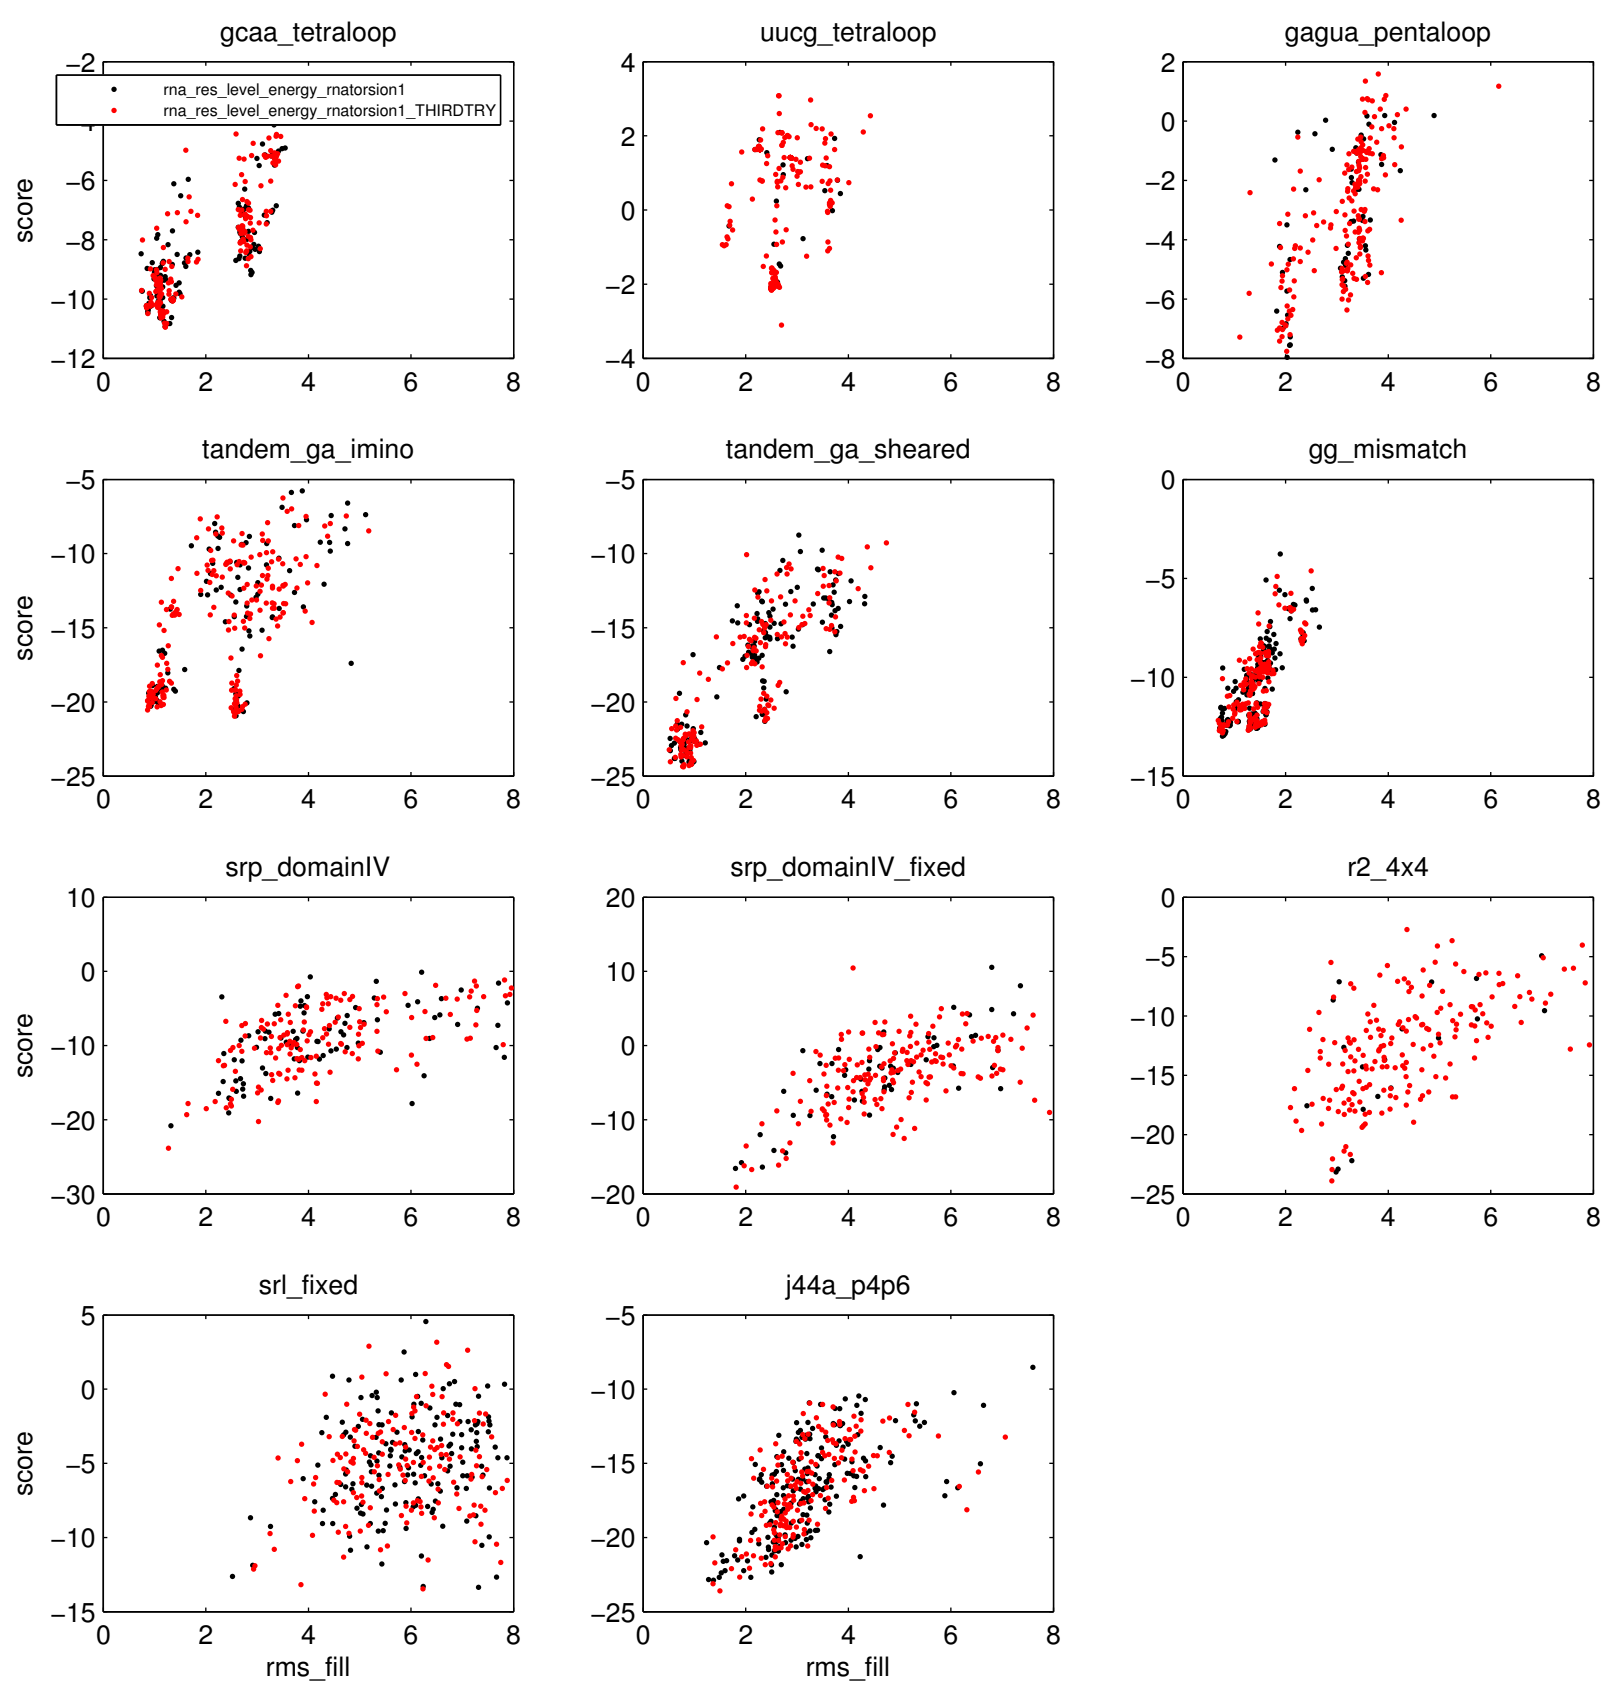 gcaa_tetraloop
uucg_tetraloop
gagua_pentaloop
rna_res_level_energy_rnatorsion1
rna_res_level_energy_rnatorsion1_THIRDTRY
score
−2
−4
−6
−8
−10
−12
0 2 4 6 8
4
2
0
−2
−4
0 2 4 6 8
2
0
−2
−4
−6
−8
0 2 4 6 8
tandem_ga_imino
tandem_ga_sheared
gg_mismatch
score
−5
−10
−15
−20
−25
0 2 4 6 8
−5
−10
−15
−20
−25
0 2 4 6 8
0
−5
−10
−15
0 2 4 6 8
srp_domainIV
srp_domainIV_fixed
r2_4x4
score
10
0
−10
−20
−30
0 2 4 6 8
20
10
0
−10
−20
0 2 4 6 8
0
−5
−10
−15
−20
−25
0 2 4 6 8
srl_fixed
j44a_p4p6
score
5
0
−5
−10
−15
0 2 4 6 8
rms_fill
−5
−10
−15
−20
−25
0 2 4 6 8
rms_fill